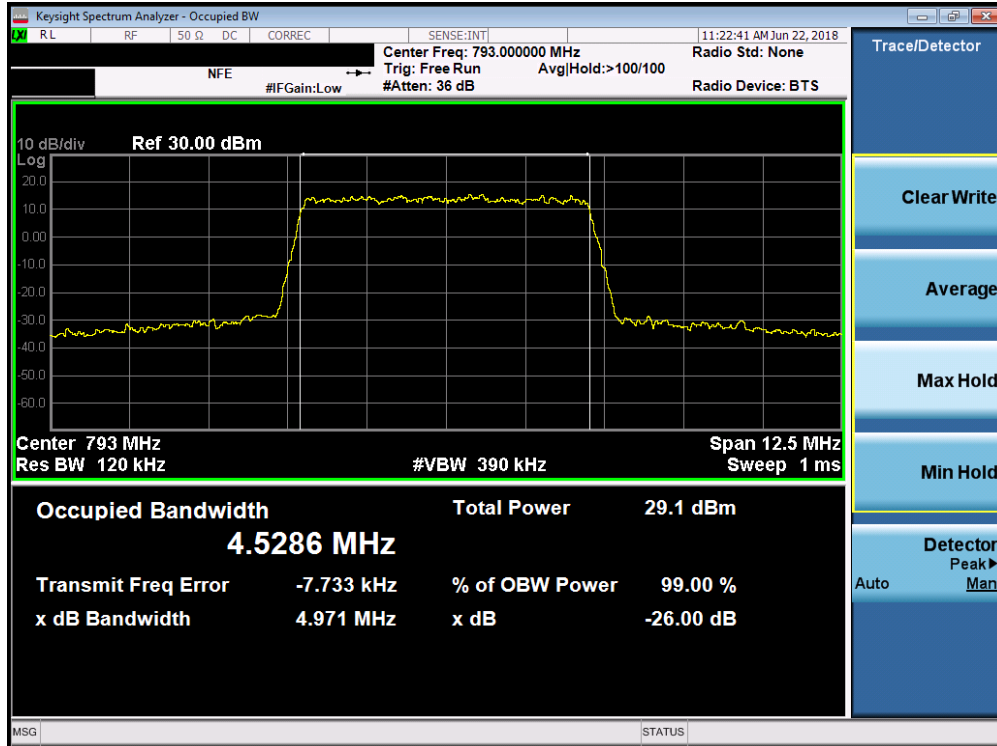 Keysight Spectrum Analyzer - Occupied BW
LXI RL RF 50 Ω DC CORREC SENSE:INT 11:22:41 AM Jun 22, 2018
Center Freq: 793.000000 MHz Radio Std: None
NFE Trig: Free Run Avg|Hold:>100/100
#IFGain:Low #Atten: 36 dB Radio Device: BTS
Trace/Detector
10 dB/div Ref 30.00 dBm
Log
20.0
10.0
0.00
-10.0
-20.0
-30.0
-40.0
-50.0
-60.0
Center 793 MHz Span 12.5 MHz
Res BW 120 kHz #VBW 390 kHz Sweep 1 ms
Occupied Bandwidth Total Power 29.1 dBm
4.5286 MHz
Transmit Freq Error -7.733 kHz % of OBW Power 99.00 %
x dB Bandwidth 4.971 MHz x dB -26.00 dB
Clear Write
Average
Max Hold
Min Hold
Detector
Peak▶
Auto Man
MSG STATUS